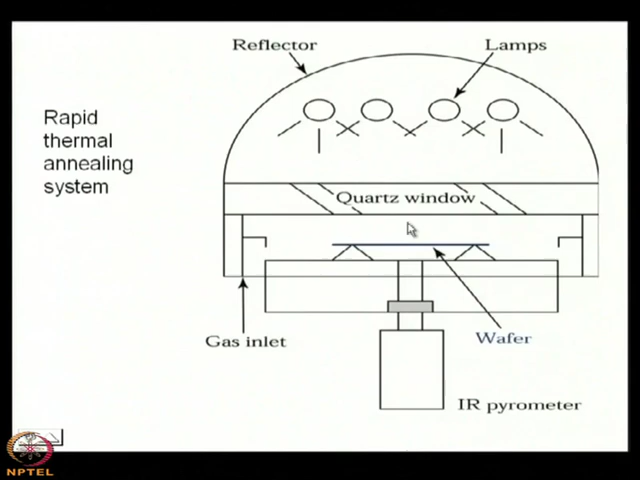 Reflector
Lamps
Rapid
thermal
annealing
system
Quartz window
Gas inlet
Wafer
IR pyrometer
NPTEL